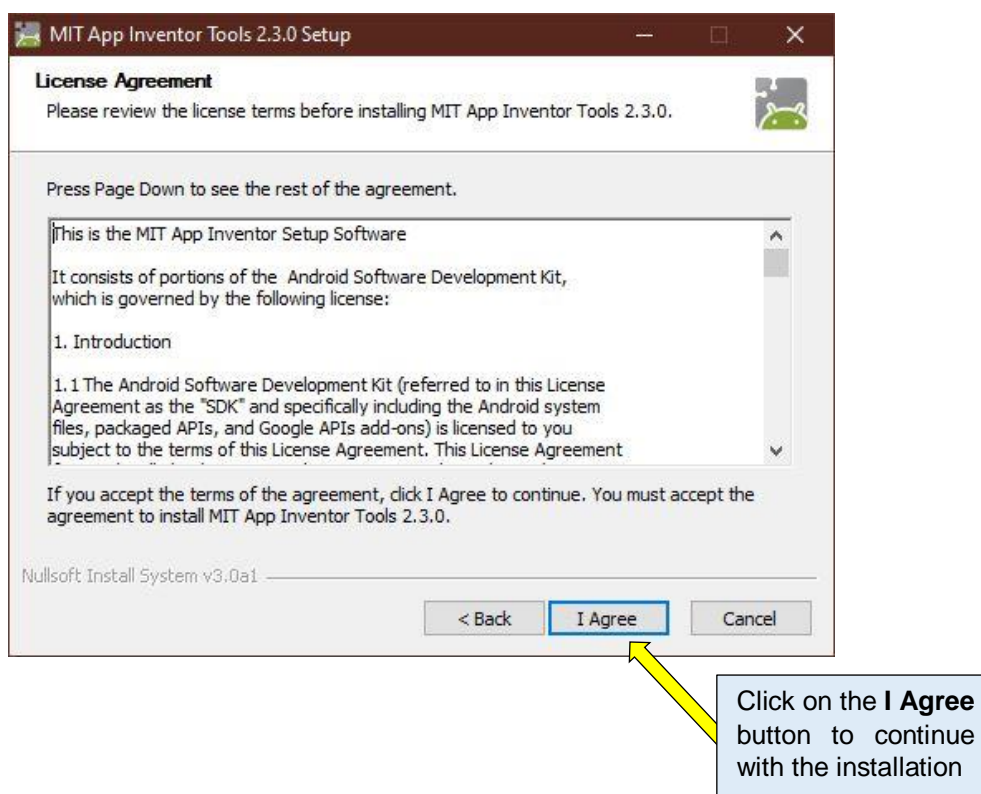 MIT App Inventor Tools 2.3.0 Setup
License Agreement
Please review the license terms before installing MIT App Inventor Tools 2.3.0.
Press Page Down to see the rest of the agreement.
This is the MIT App Inventor Setup Software
It consists of portions of the Android Software Development Kit,
which is governed by the following license:
1. Introduction
1.1 The Android Software Development Kit (referred to in this License
Agreement as the "SDK" and specifically including the Android system
files, packaged APIs, and Google APIs add-ons) is licensed to you
subject to the terms of this License Agreement. This License Agreement
If you accept the terms of the agreement, click I Agree to continue. You must accept the
agreement to install MIT App Inventor Tools 2.3.0.
Nullsoft Install System v3.0a1
< Back I Agree Cancel
Click on the I Agree
button to continue
with the installation